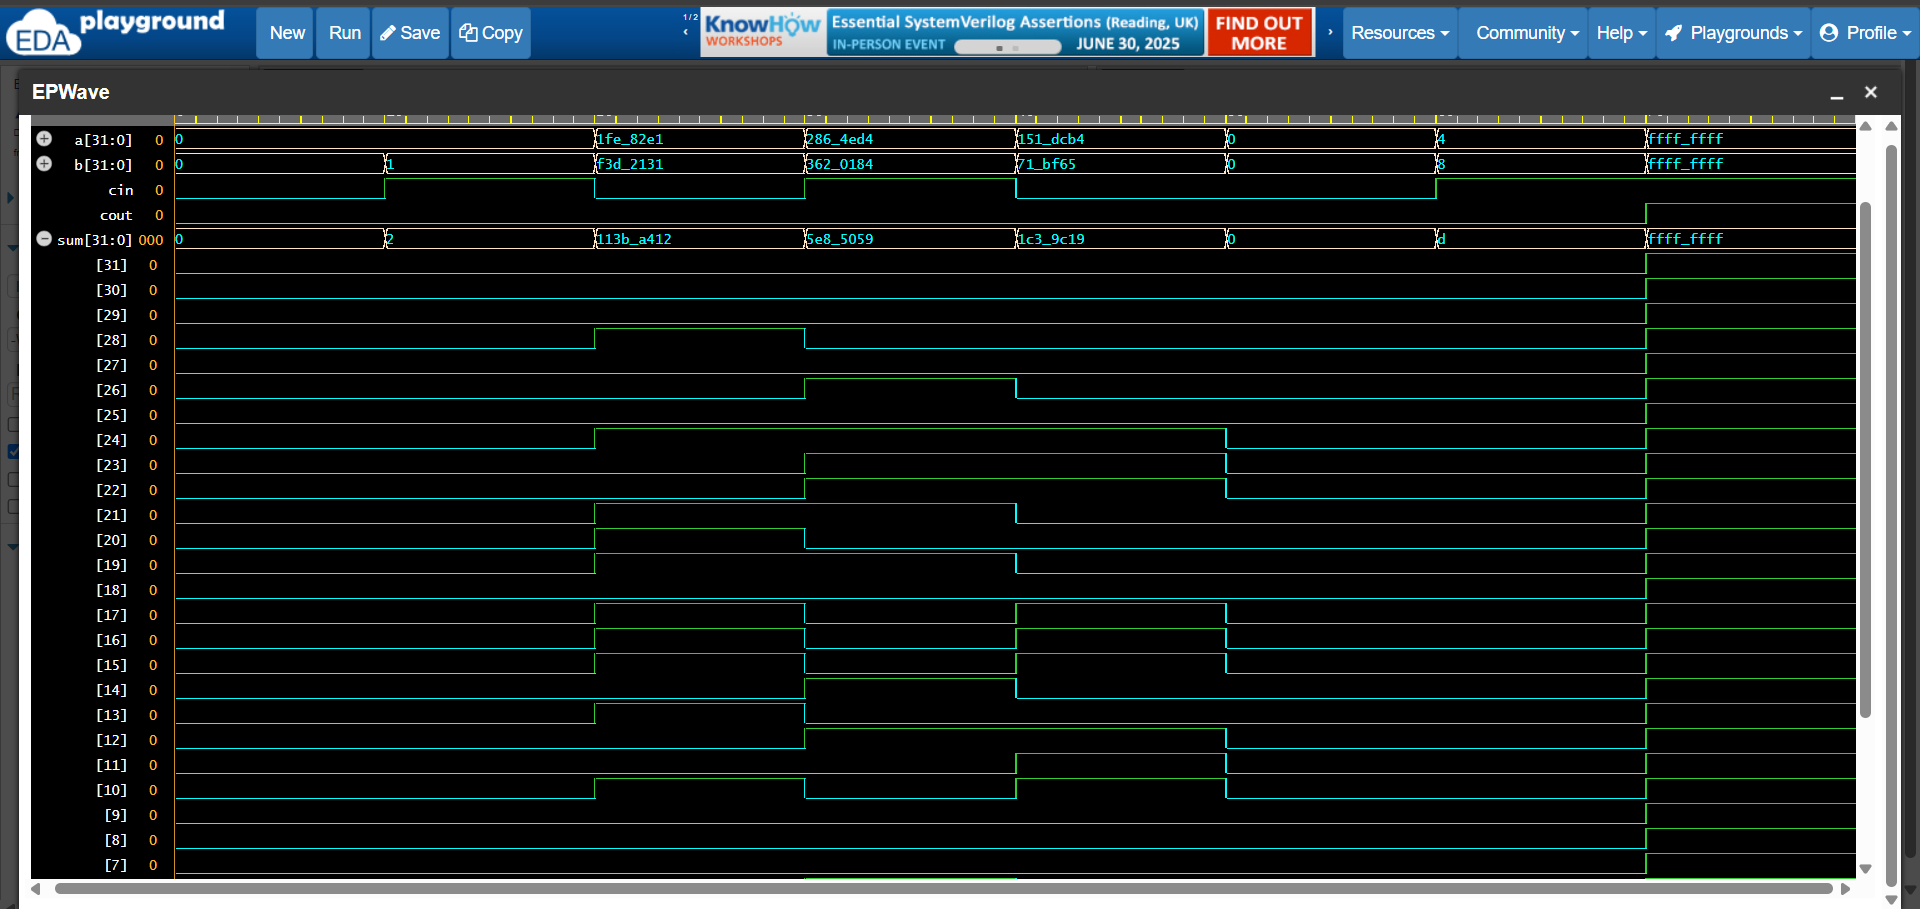 EDA playground
New Run Save Copy
1/2
‹
KnowHow WORKSHOPS
Essential SystemVerilog Assertions (Reading, UK)
IN-PERSON EVENT JUNE 30, 2025
FIND OUT MORE
›
Resources Community Help Playgrounds Profile
EPWave
a[31:0] 0 0 1fe_82e1 286_4ed4 151_dcb4 0 4 ffff_ffff
b[31:0] 0 0 1 f3d_2131 362_0184 71_bf65 0 8 ffff_ffff
cin 0
cout 0
sum[31:0] 000 0 2 113b_a412 5e8_5059 1c3_9c19 0 d ffff_ffff
[31] 0
[30] 0
[29] 0
[28] 0
[27] 0
[26] 0
[25] 0
[24] 0
[23] 0
[22] 0
[21] 0
[20] 0
[19] 0
[18] 0
[17] 0
[16] 0
[15] 0
[14] 0
[13] 0
[12] 0
[11] 0
[10] 0
[9] 0
[8] 0
[7] 0